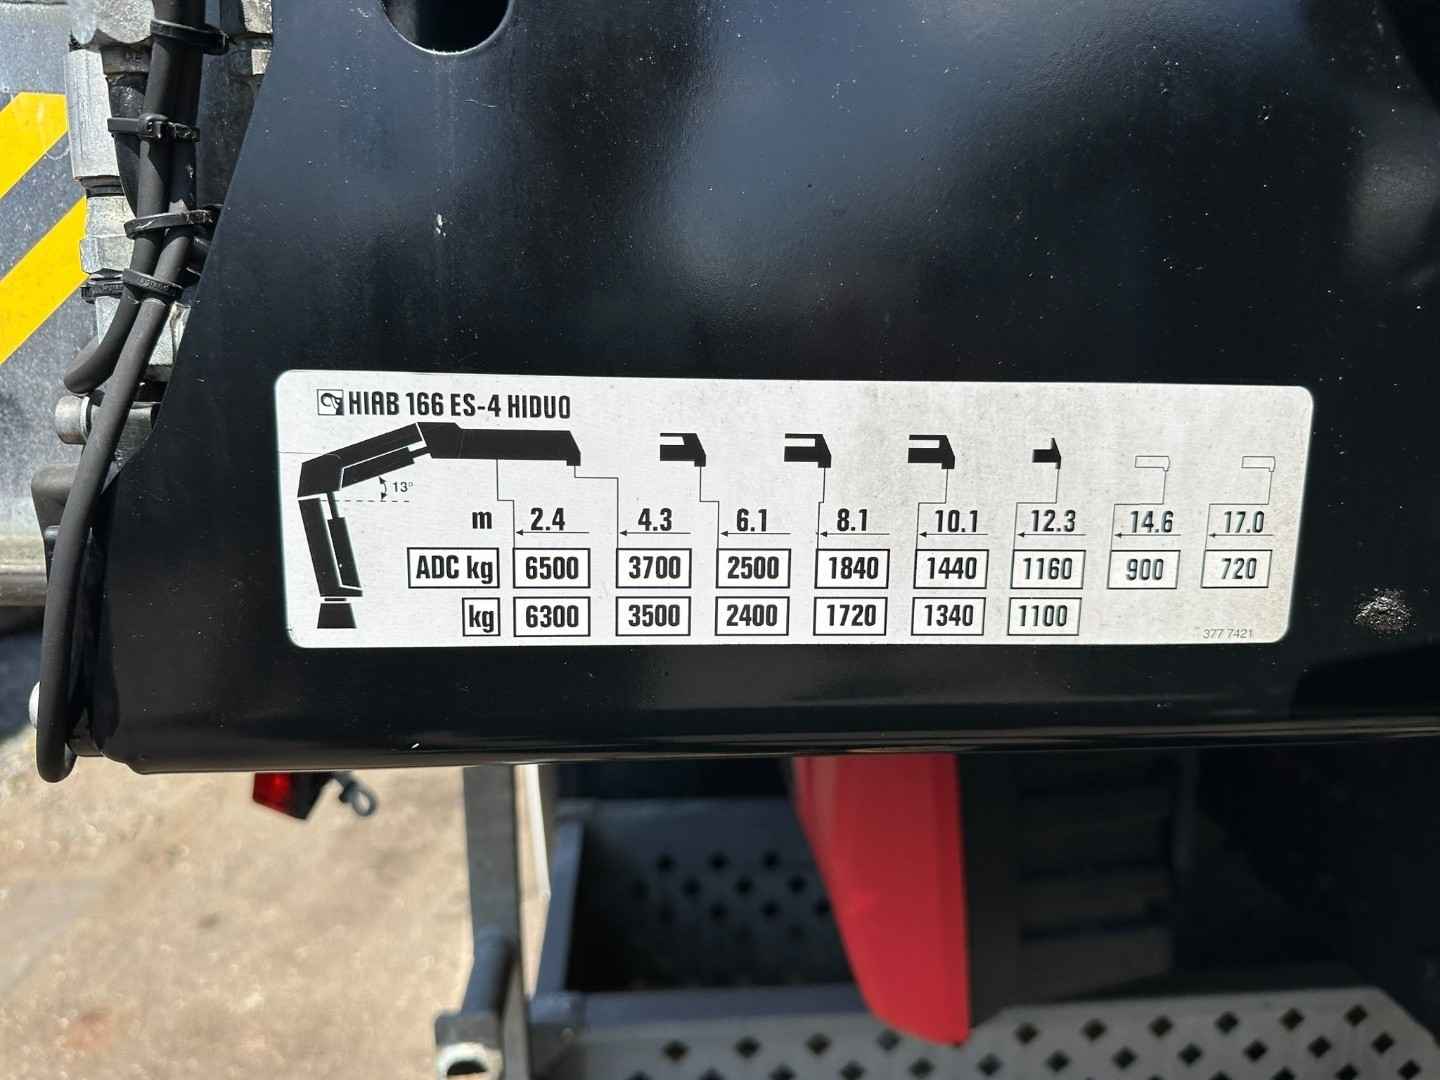 HIAB 166 ES-4 HIDUO
13°
m 2.4 4.3 6.1 8.1 10.1 12.3 14.6 17.0
ADC kg 6500 3700 2500 1840 1440 1160 900 720
kg 6300 3500 2400 1720 1340 1100
377 7421